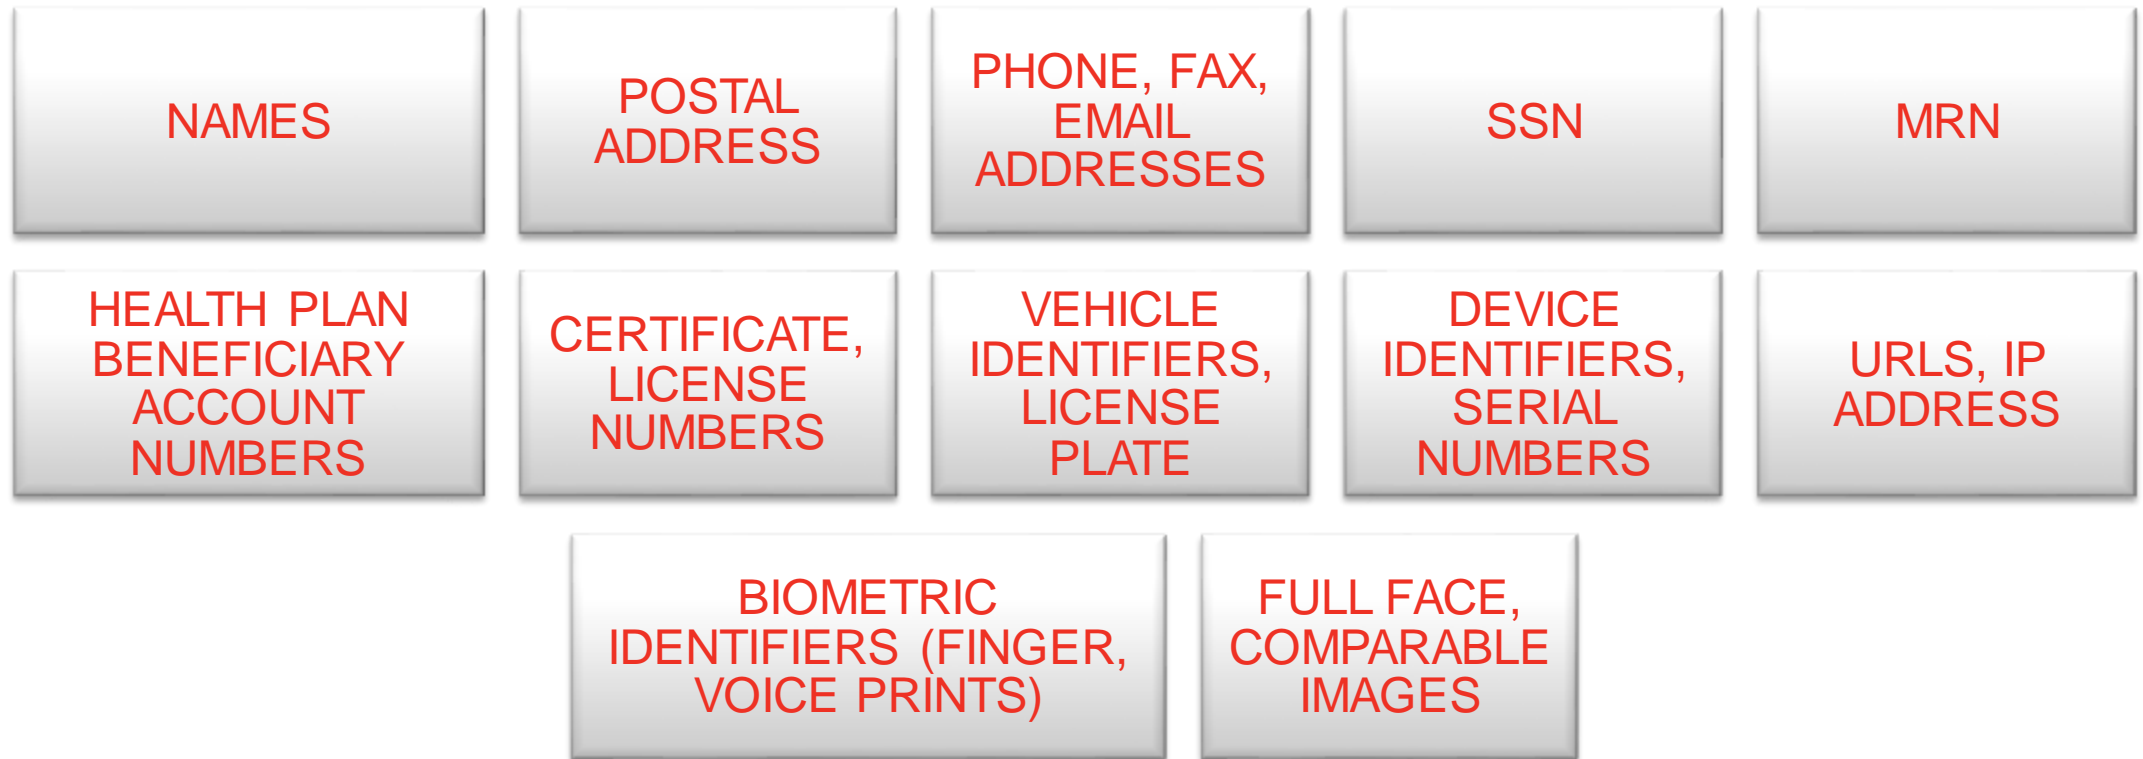 NAMES
POSTAL
ADDRESS
PHONE, FAX,
EMAIL
ADDRESSES
SSN
MRN
HEALTH PLAN
BENEFICIARY
ACCOUNT
NUMBERS
CERTIFICATE,
LICENSE
NUMBERS
VEHICLE
IDENTIFIERS,
LICENSE
PLATE
DEVICE
IDENTIFIERS,
SERIAL
NUMBERS
URLS, IP
ADDRESS
BIOMETRIC
IDENTIFIERS (FINGER,
VOICE PRINTS)
FULL FACE,
COMPARABLE
IMAGES